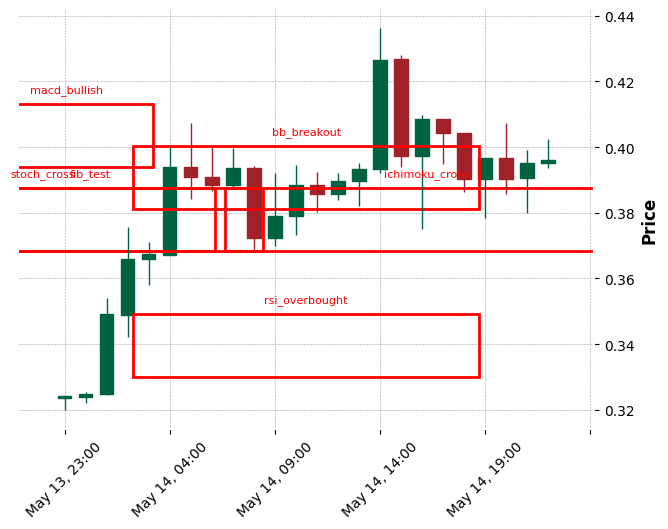 0.44
macd_bullish
0.42
bb_breakout
0.40
stoch_cross
fib_test
ichimoku_cross
0.38
Price
0.36
rsi_overbought
0.34
0.32
May 13, 23:00
May 14, 04:00
May 14, 09:00
May 14, 14:00
May 14, 19:00